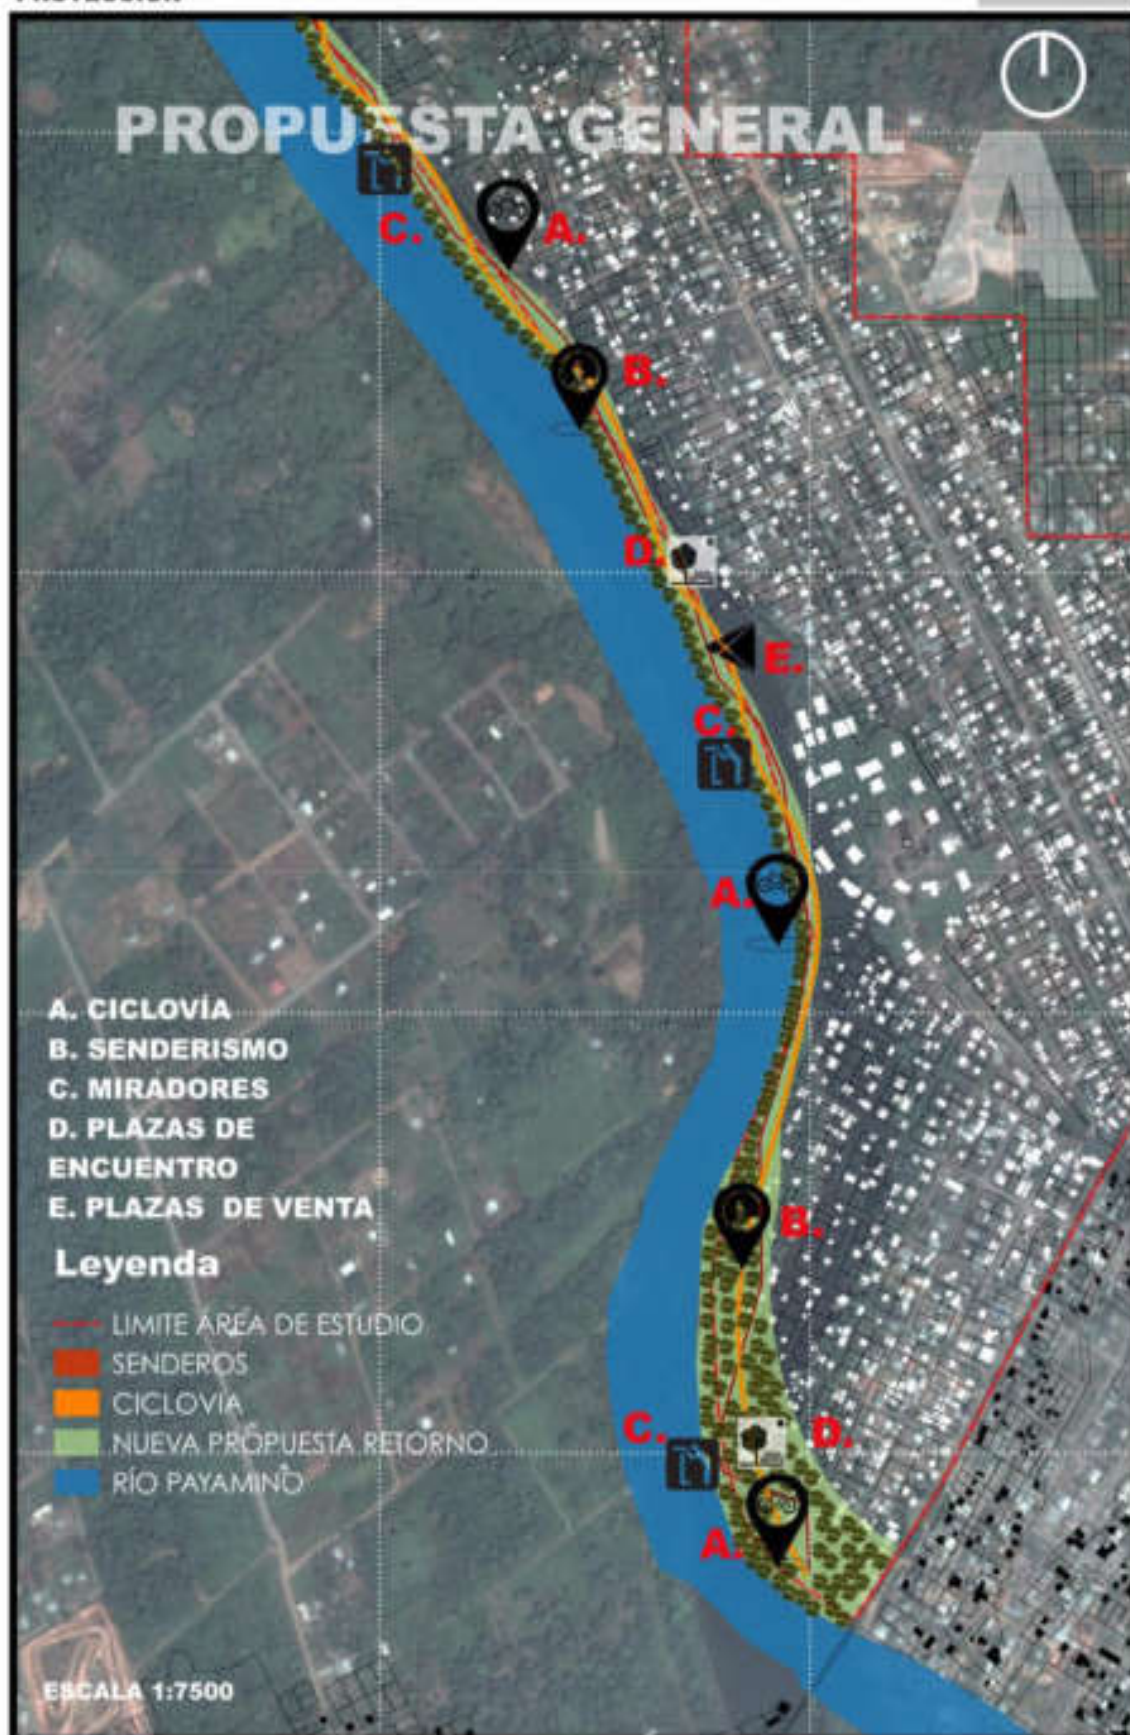 PROPUESTA GENERAL
A
C.
A.
B.
D.
E.
C.
A.
A. CICLOVÍA
B. SENDERISMO
C. MIRADORES
D. PLAZAS DE
ENCUENTRO
E. PLAZAS DE VENTA
B.
Leyenda
LIMITE AREA DE ESTUDIO
SENDEROS
CICLOVIA
NUEVA PROPUESTA RETORNO
RÍO PAYAMINO
C.
D.
A.
ESCALA 1:7500